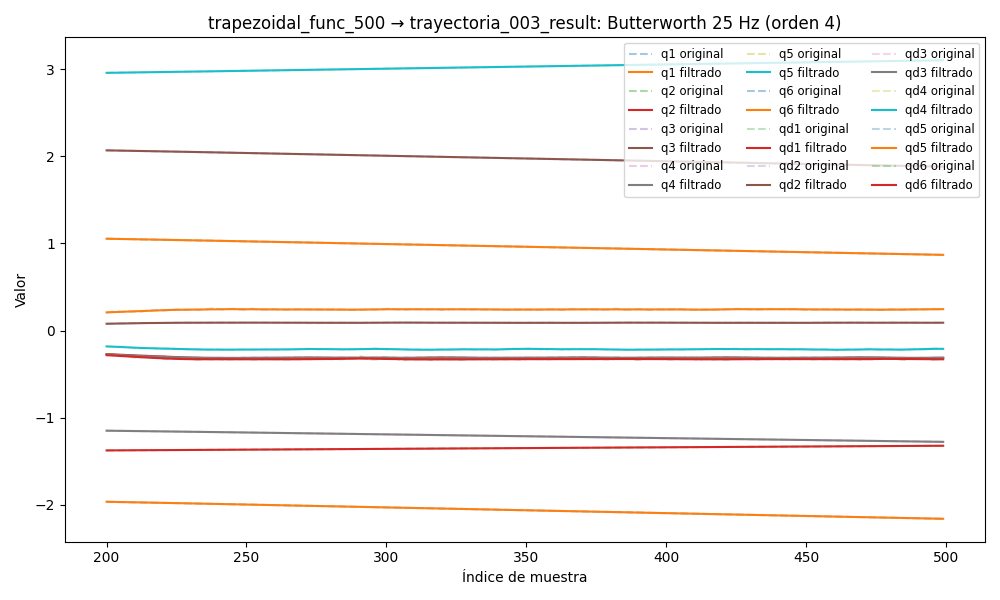 trapezoidal_func_500 → trayectoria_003_result: Butterworth 25 Hz (orden 4)
q1 original
q1 filtrado
q2 original
q2 filtrado
q3 original
q3 filtrado
q4 original
q4 filtrado
q5 original
q5 filtrado
q6 original
q6 filtrado
qd1 original
qd1 filtrado
qd2 original
qd2 filtrado
qd3 original
qd3 filtrado
qd4 original
qd4 filtrado
qd5 original
qd5 filtrado
qd6 original
qd6 filtrado
Valor
3
2
1
0
−1
−2
200
250
300
350
400
450
500
Índice de muestra